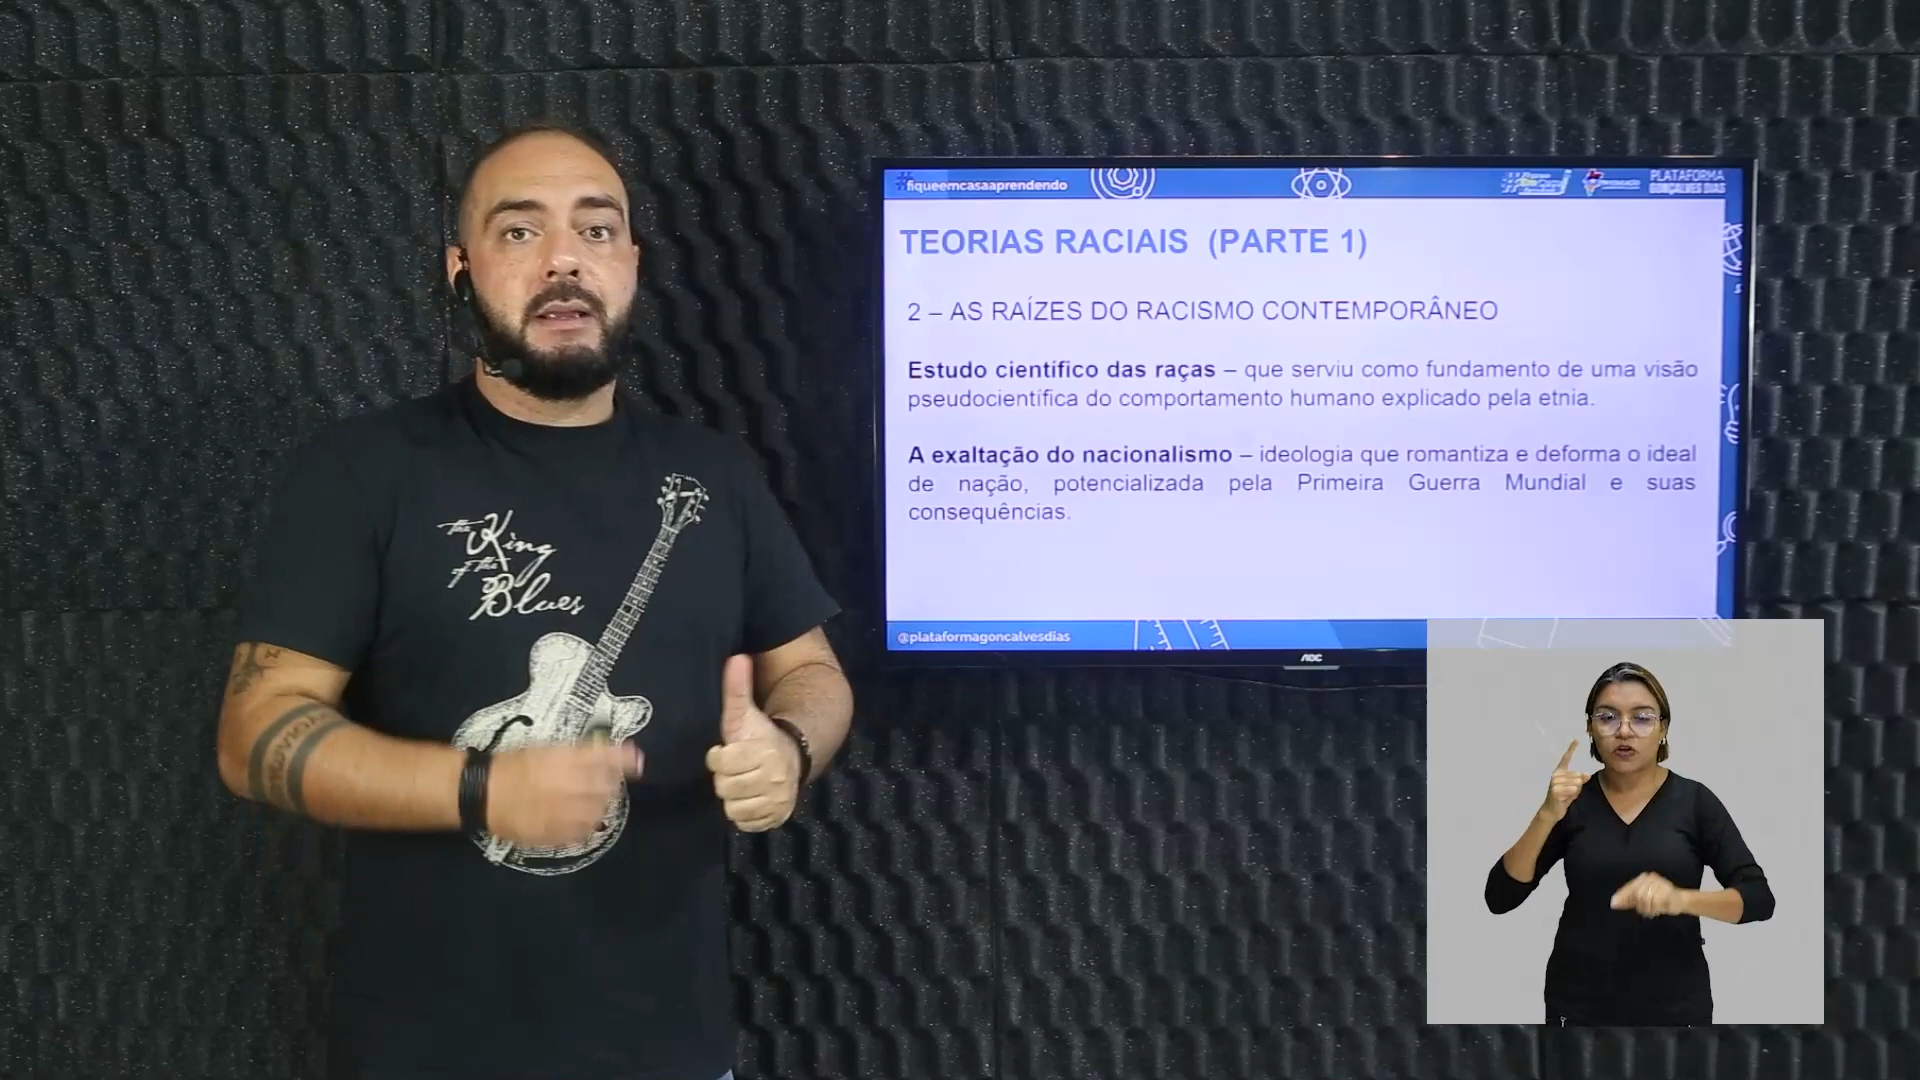 #fiqueemcasaaprendendo
PLATAFORMA
GONÇALVES DIAS
TEORIAS RACIAIS (PARTE 1)
2 – AS RAÍZES DO RACISMO CONTEMPORÂNEO
Estudo científico das raças – que serviu como fundamento de uma visão
pseudocientífica do comportamento humano explicado pela etnia.
A exaltação do nacionalismo – ideologia que romantiza e deforma o ideal
de nação, potencializada pela Primeira Guerra Mundial e suas
consequências.
@plataformagoncalvesdias
AOC
The King
of the
Blues